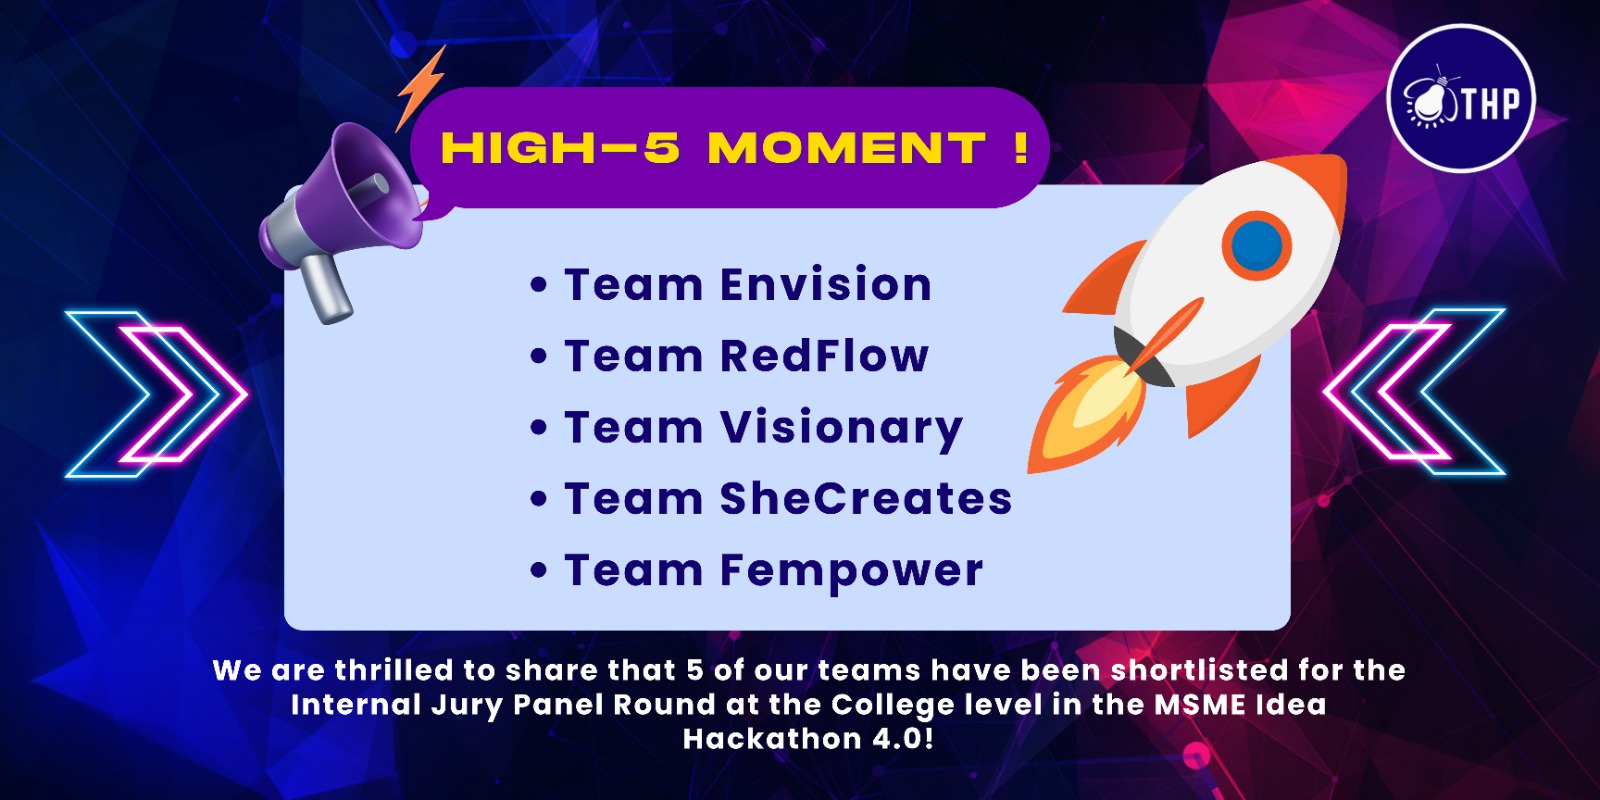 THP
HIGH-5 MOMENT !
• Team Envision
• Team RedFlow
• Team Visionary
• Team SheCreates
• Team Fempower
We are thrilled to share that 5 of our teams have been shortlisted for the
Internal Jury Panel Round at the College level in the MSME Idea
Hackathon 4.0!